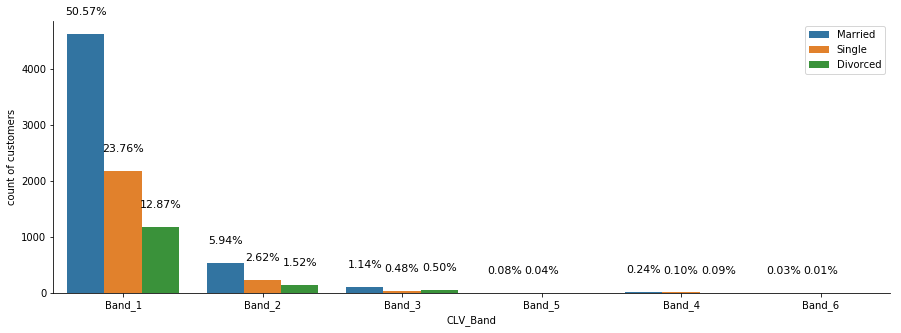 50.57%
Married
Single
Divorced
4000
3000
2000
1000
0
count of customers
23.76%
12.87%
5.94%
2.62%
1.52%
1.14%
0.48%
0.50%
0.08%
0.04%
0.24%
0.10%
0.09%
0.03%
0.01%
Band_1
Band_2
Band_3
Band_5
Band_4
Band_6
CLV_Band